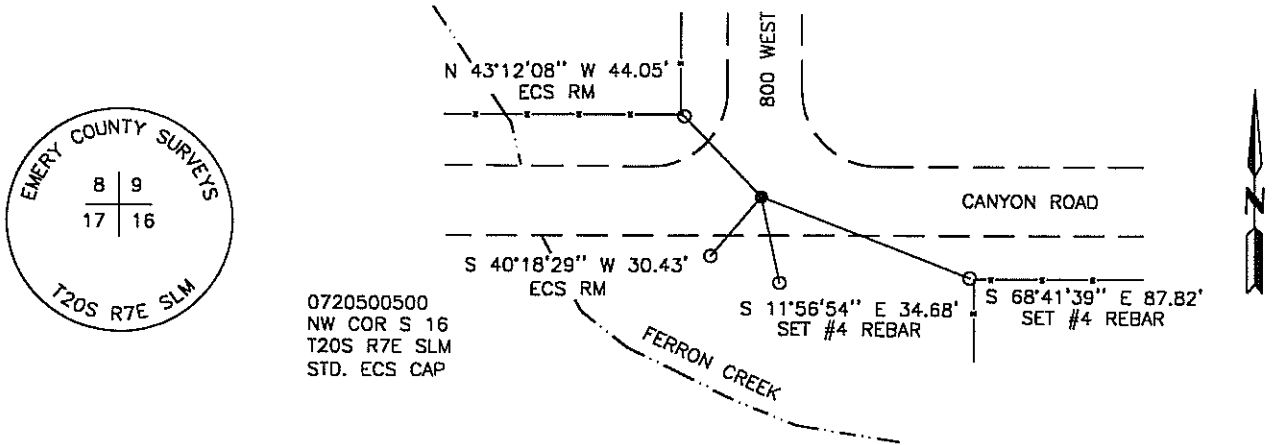 EMERY COUNTY SURVEYS
8 9
17 16
T20S R7E SLM
0720500500
NW COR S 16
T20S R7E SLM
STD. ECS CAP
N 43°12'08" W 44.05'
ECS RM
800 WEST
CANYON ROAD
S 40°18'29" W 30.43'
ECS RM
S 11°56'54" E 34.68'
SET #4 REBAR
S 68°41'39" E 87.82'
SET #4 REBAR
FERRON CREEK
N